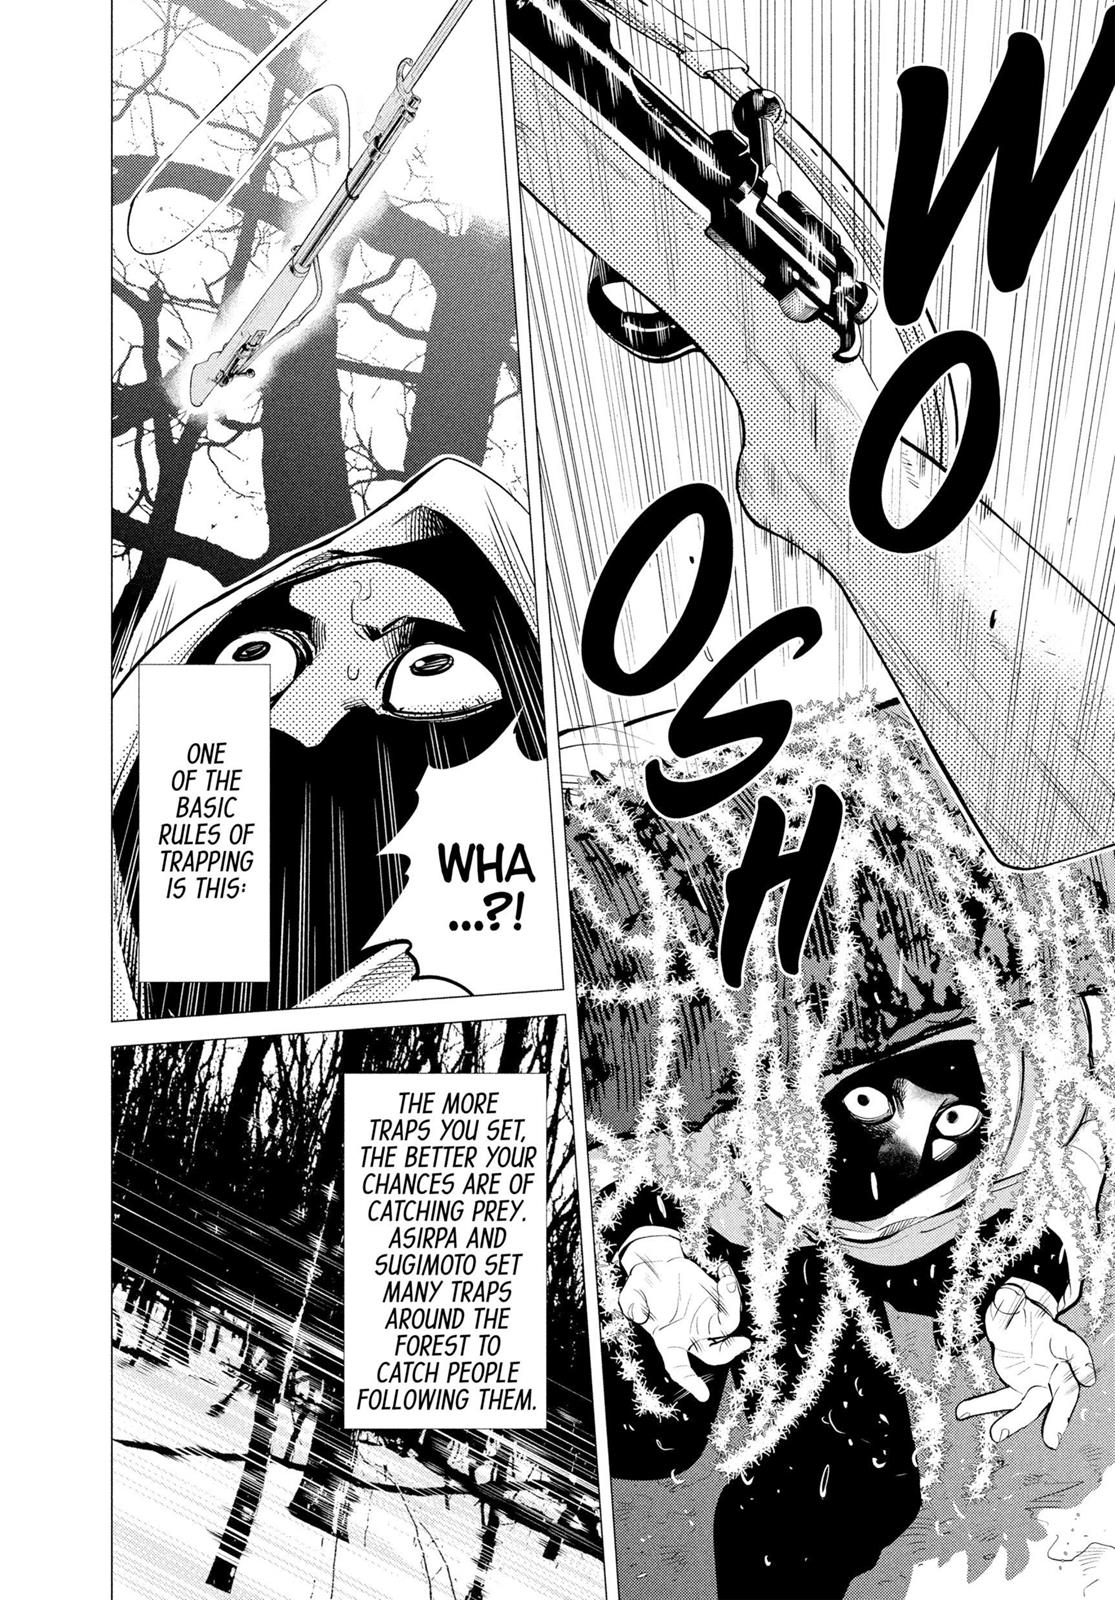 WOOSH
WHA
...?!
ONE
OF THE
BASIC
RULES OF
TRAPPING
IS THIS:
THE MORE
TRAPS YOU SET,
THE BETTER YOUR
CHANCES ARE OF
CATCHING PREY.
ASIRPA AND
SUGIMOTO SET
MANY TRAPS
AROUND THE
FOREST TO
CATCH PEOPLE
FOLLOWING THEM.